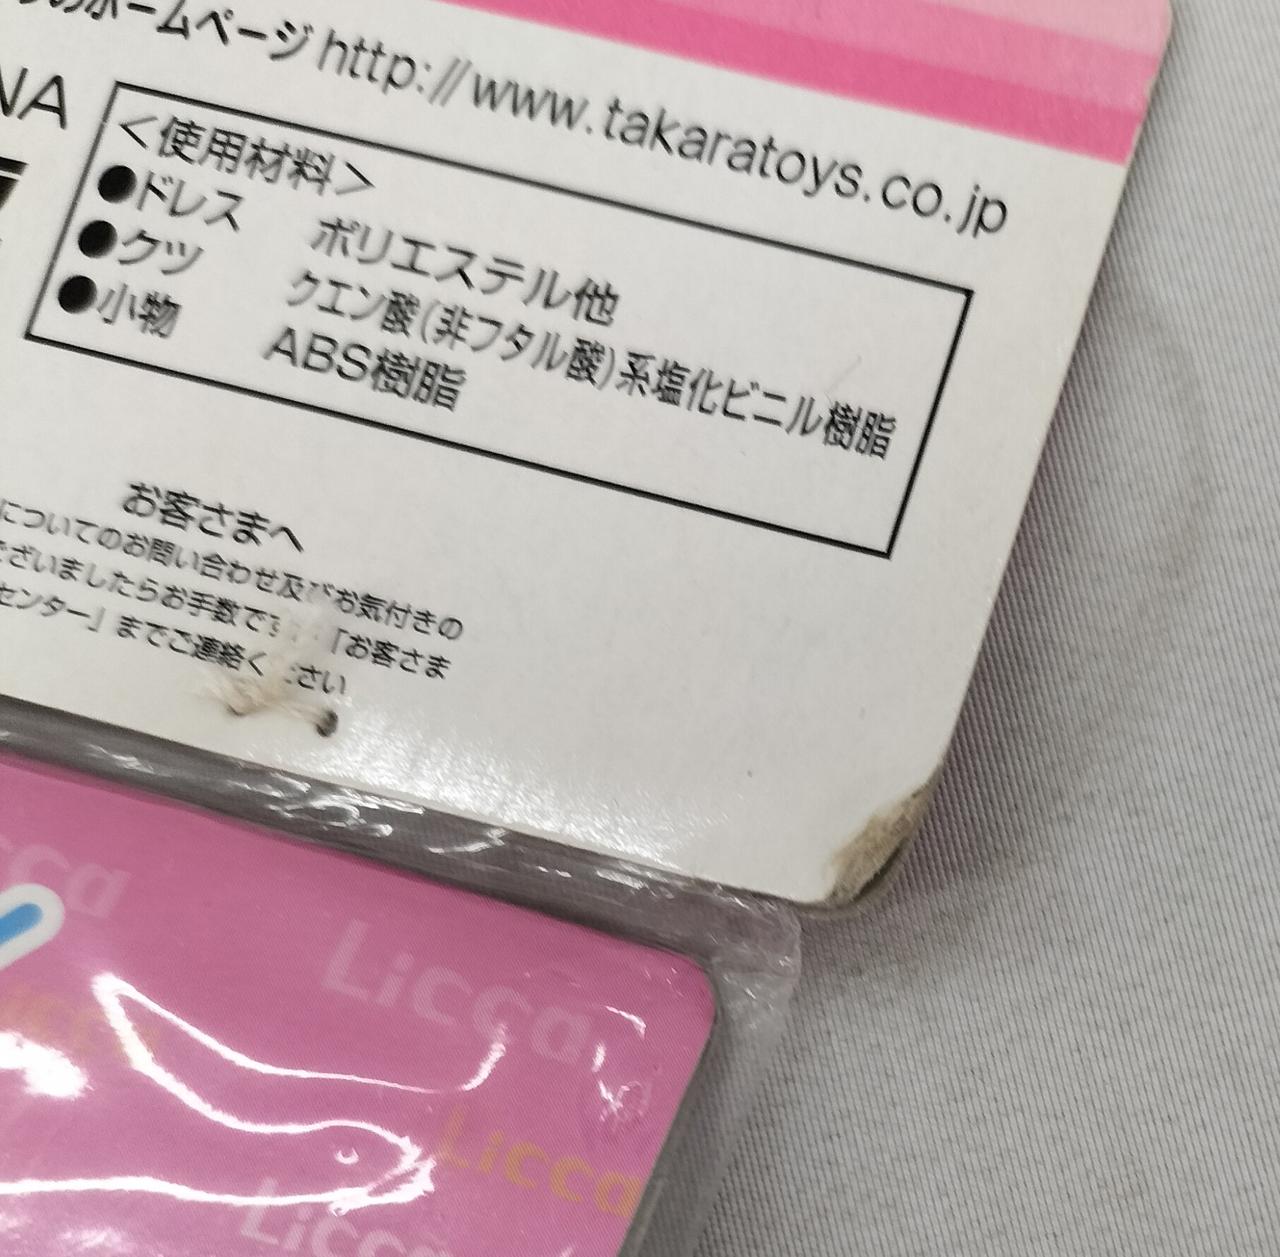 のホームページ http://www.takaratoys.co.jp
NA
<使用材料>
●ドレス ポリエステル他
●クツ クエン酸(非フタル酸)系塩化ビニル樹脂
●小物 ABS樹脂
お客さまへ
についてのお問い合わせ及びお気付きの
ございましたらお手数で 「お客さま
センター」までご連絡ください
cca
Licca
Licca
Licca
Licca